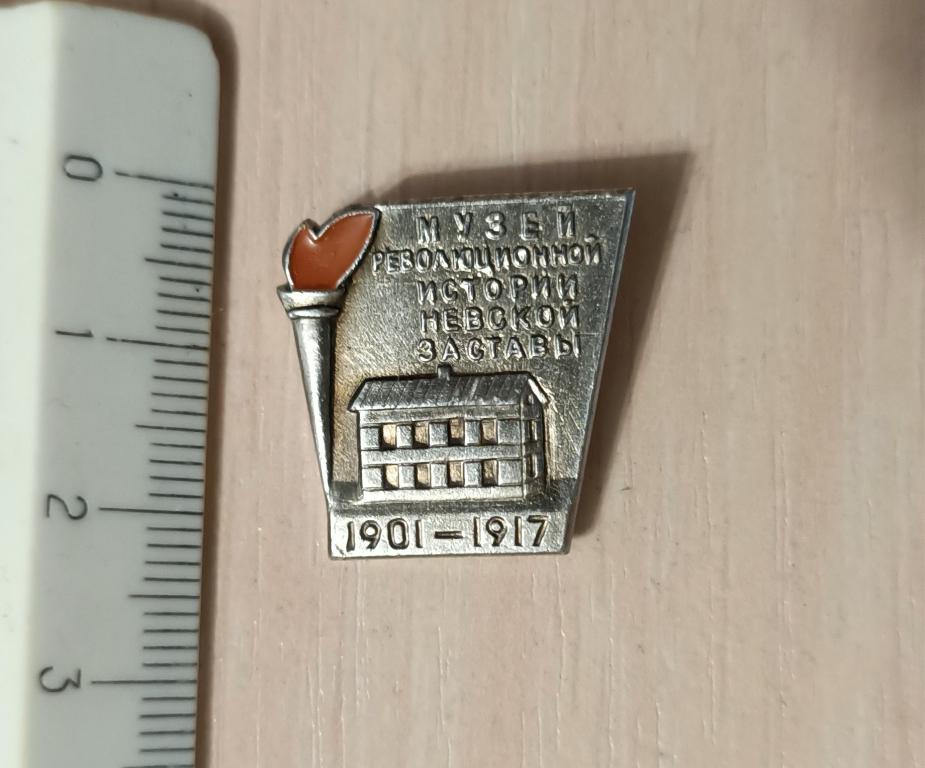 МУЗЕЙ
РЕВОЛЮЦИОННОЙ
ИСТОРИИ
НЕВСКОЙ
ЗАСТАВЫ
1901-1917
0
1
2
3